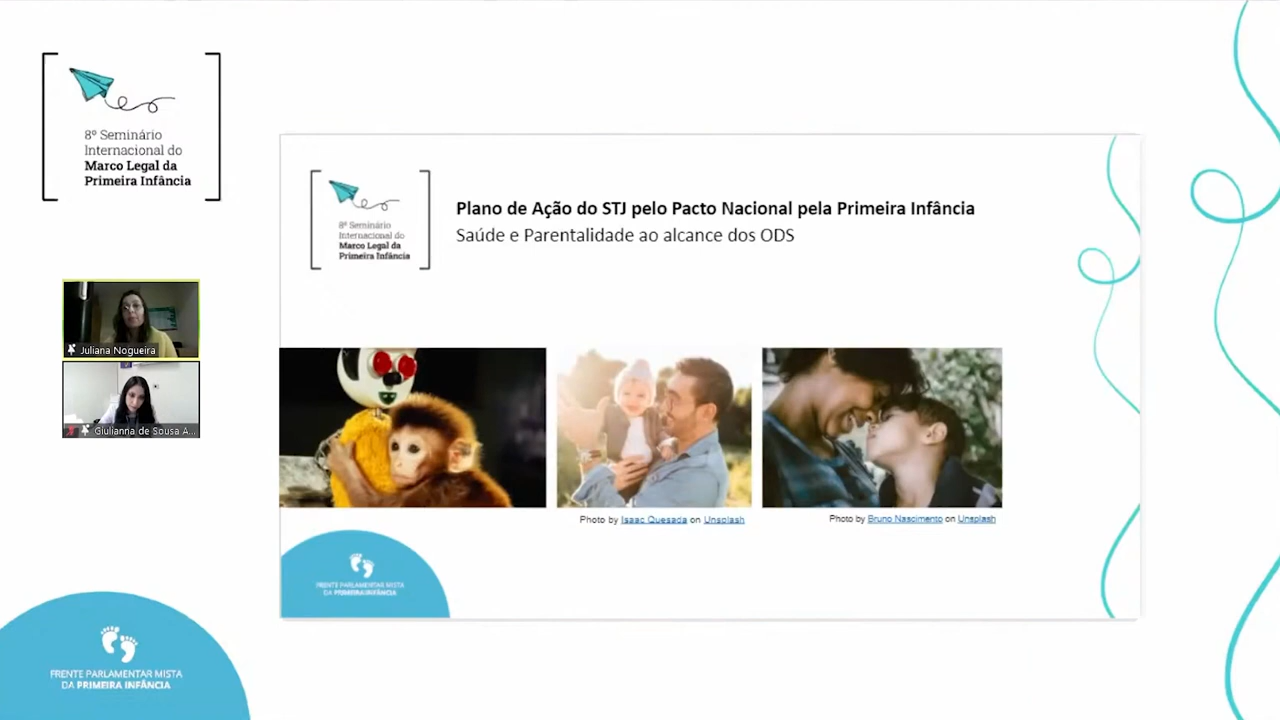 8º Seminário
Internacional do
Marco Legal da
Primeira Infância
Juliana Nogueira
Giulianna de Sousa A...
FRENTE PARLAMENTAR MISTA
DA PRIMEIRA INFÂNCIA
8º Seminário
Internacional do
Marco Legal da
Primeira Infância
Plano de Ação do STJ pelo Pacto Nacional pela Primeira Infância
Saúde e Parentalidade ao alcance dos ODS
Photo by Isaac Quesada on Unsplash
Photo by Bruno Nascimento on Unsplash
FRENTE PARLAMENTAR MISTA
DA PRIMEIRA INFÂNCIA